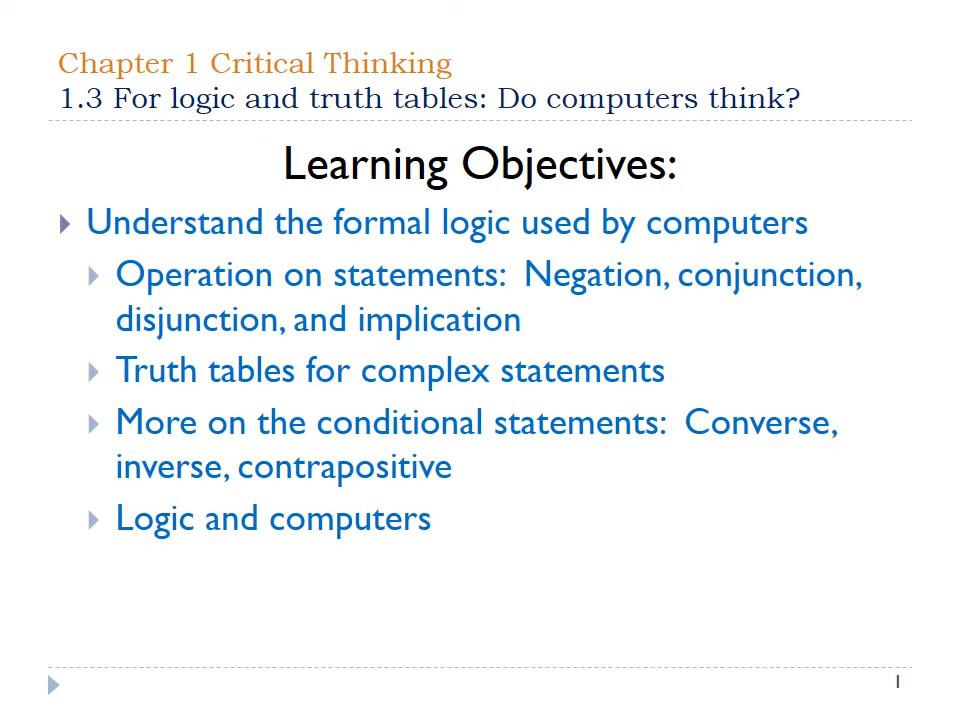 Chapter 1 Critical Thinking
1.3 For logic and truth tables: Do computers think?
Learning Objectives:
Understand the formal logic used by computers
Operation on statements: Negation, conjunction,
disjunction, and implication
Truth tables for complex statements
More on the conditional statements: Converse,
inverse, contrapositive
Logic and computers
1